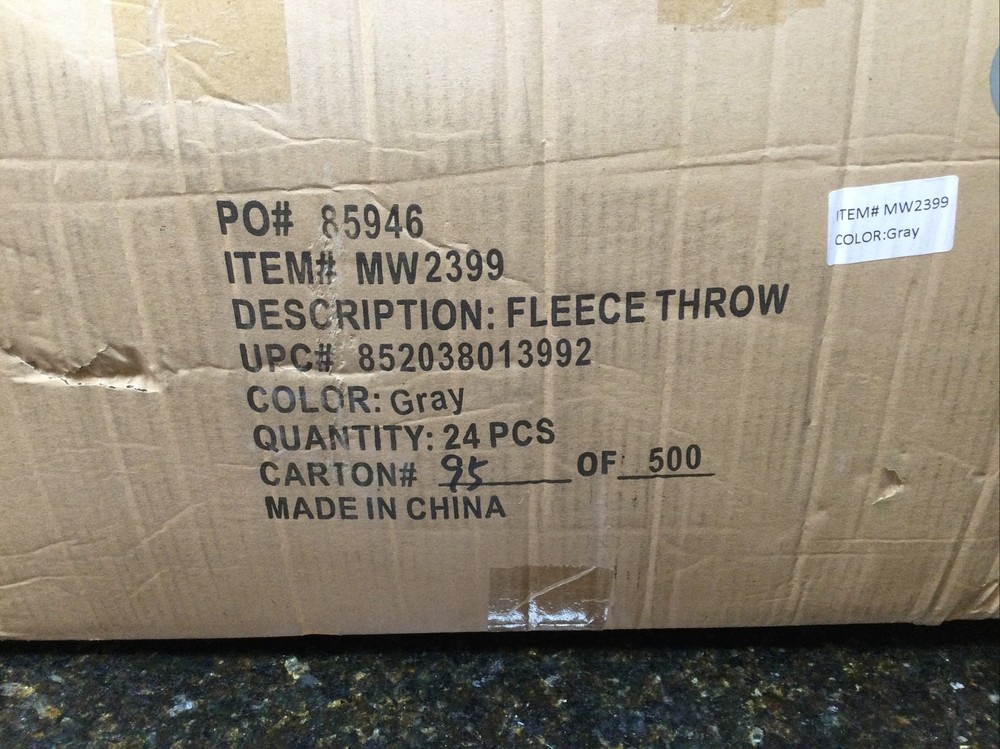 PO# 85946
ITEM# MW2399
DESCRIPTION: FLEECE THROW
UPC# 852038013992
COLOR: Gray
QUANTITY: 24 PCS
CARTON# 95 OF 500
MADE IN CHINA
ITEM# MW2399
COLOR:Gray